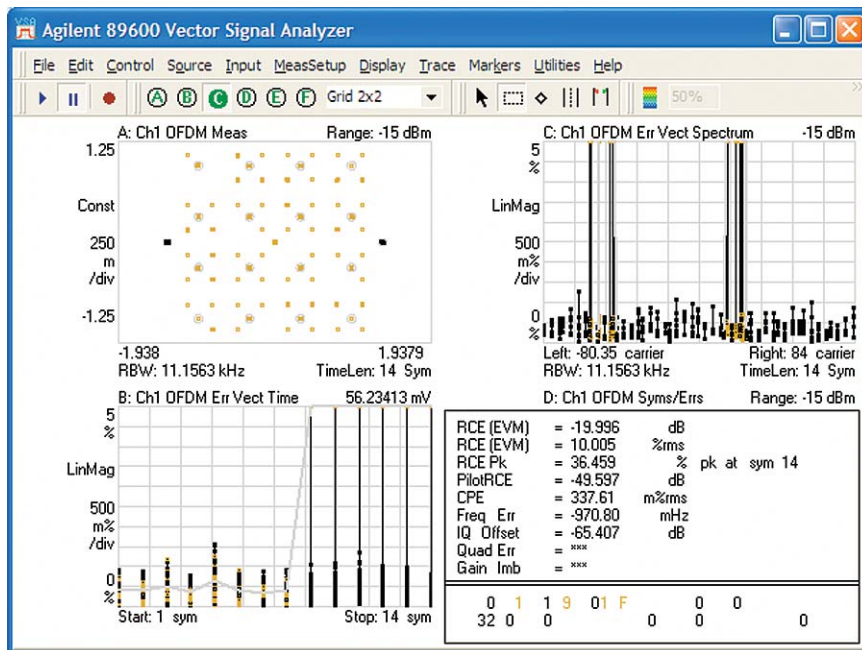 VSA
Agilent 89600 Vector Signal Analyzer
File Edit Control Source Input MeasSetup Display Trace Markers Utilities Help
A B C D E F Grid 2x2 50%
A: Ch1 OFDM Meas Range: -15 dBm
1.25
Const
250
m
/div
-1.25
-1.938 1.9379
RBW: 11.1563 kHz TimeLen: 14 Sym
C: Ch1 OFDM Err Vect Spectrum -15 dBm
5
%
LinMag
500
m%
/div
0
%
Left: -80.35 carrier Right: 84 carrier
RBW: 11.1563 kHz TimeLen: 14 Sym
B: Ch1 OFDM Err Vect Time 56.23413 mV
5
%
LinMag
500
m%
/div
0
%
Start: 1 sym Stop: 14 sym
D: Ch1 OFDM Syms/Errs Range: -15 dBm
RCE (EVM) = -19.996 dB
RCE (EVM) = 10.005 %rms
RCE Pk = 36.459 % pk at sym 14
PilotRCE = -49.597 dB
CPE = 337.61 m%rms
Freq Err = -970.80 mHz
IQ Offset = -65.407 dB
Quad Err = ***
Gain Imb = ***
0 1 1 9 01 F 0 0
32 0 0 0 0 0